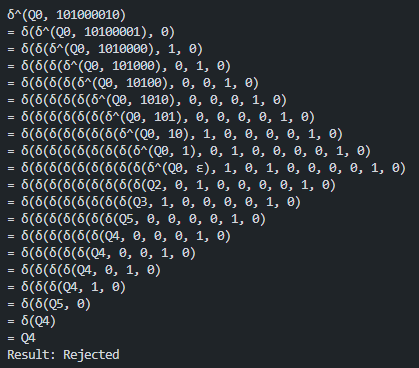 δ^(Q0, 101000010)
= δ(δ^(Q0, 10100001), 0)
= δ(δ(δ^(Q0, 1010000), 1, 0)
= δ(δ(δ(δ^(Q0, 101000), 0, 1, 0)
= δ(δ(δ(δ(δ^(Q0, 10100), 0, 0, 1, 0)
= δ(δ(δ(δ(δ(δ^(Q0, 1010), 0, 0, 0, 1, 0)
= δ(δ(δ(δ(δ(δ(δ^(Q0, 101), 0, 0, 0, 0, 1, 0)
= δ(δ(δ(δ(δ(δ(δ(δ^(Q0, 10), 1, 0, 0, 0, 0, 1, 0)
= δ(δ(δ(δ(δ(δ(δ(δ(δ^(Q0, 1), 0, 1, 0, 0, 0, 0, 1, 0)
= δ(δ(δ(δ(δ(δ(δ(δ(δ(δ^(Q0, ε), 1, 0, 1, 0, 0, 0, 0, 1, 0)
= δ(δ(δ(δ(δ(δ(δ(δ(Q2, 0, 1, 0, 0, 0, 0, 1, 0)
= δ(δ(δ(δ(δ(δ(δ(Q3, 1, 0, 0, 0, 0, 1, 0)
= δ(δ(δ(δ(δ(δ(Q5, 0, 0, 0, 0, 1, 0)
= δ(δ(δ(δ(δ(Q4, 0, 0, 0, 1, 0)
= δ(δ(δ(δ(Q4, 0, 0, 1, 0)
= δ(δ(δ(δ(Q4, 0, 1, 0)
= δ(δ(δ(Q4, 1, 0)
= δ(δ(Q5, 0)
= δ(Q4)
= Q4
Result: Rejected